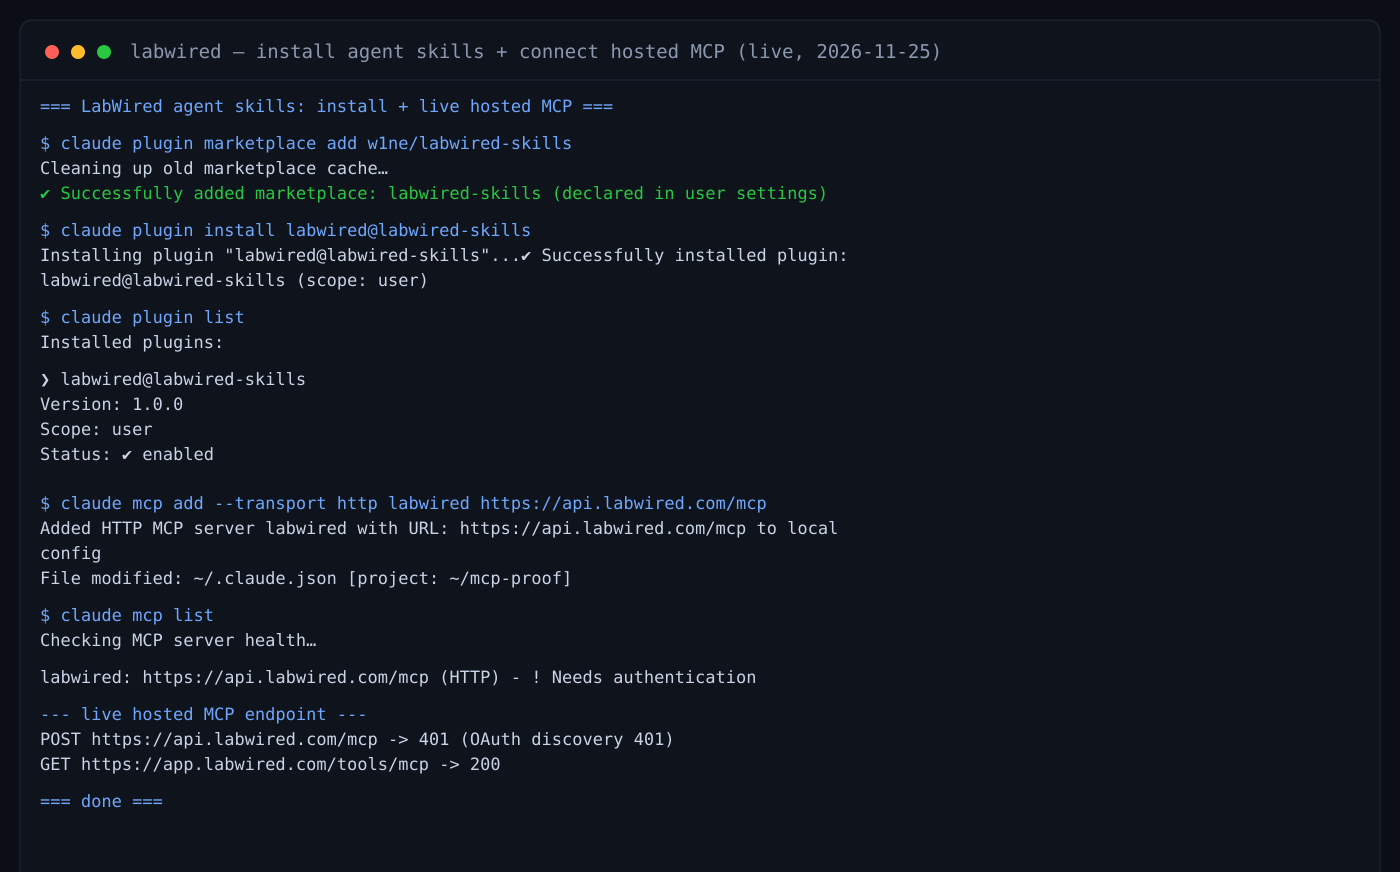 labwired — install agent skills + connect hosted MCP (live, 2026-11-25)
=== LabWired agent skills: install + live hosted MCP ===
$ claude plugin marketplace add w1ne/labwired-skills
Cleaning up old marketplace cache…
✔ Successfully added marketplace: labwired-skills (declared in user settings)
$ claude plugin install labwired@labwired-skills
Installing plugin "labwired@labwired-skills"...✔ Successfully installed plugin:
labwired@labwired-skills (scope: user)
$ claude plugin list
Installed plugins:
❯ labwired@labwired-skills
Version: 1.0.0
Scope: user
Status: ✔ enabled
$ claude mcp add --transport http labwired https://api.labwired.com/mcp
Added HTTP MCP server labwired with URL: https://api.labwired.com/mcp to local
config
File modified: ~/.claude.json [project: ~/mcp-proof]
$ claude mcp list
Checking MCP server health…
labwired: https://api.labwired.com/mcp (HTTP) - ! Needs authentication
--- live hosted MCP endpoint ---
POST https://api.labwired.com/mcp -> 401 (OAuth discovery 401)
GET https://app.labwired.com/tools/mcp -> 200
=== done ===